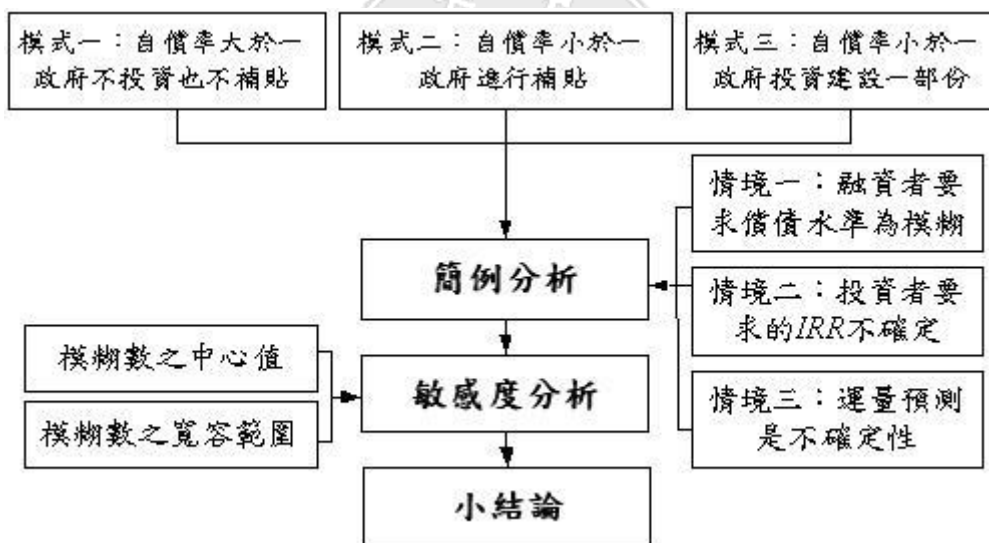 模式一：自償率大於一
政府不投資也不補貼
模式二：自償率小於一
政府進行補貼
模式三：自償率小於一
政府投資建設一部份
情境一：融資者要
求償債水準為模糊
簡例分析
情境二：投資者要
求的IRR不確定
模糊數之中心值
敏感度分析
模糊數之寬容範圍
情境三：運量預測
是不確定性
小結論